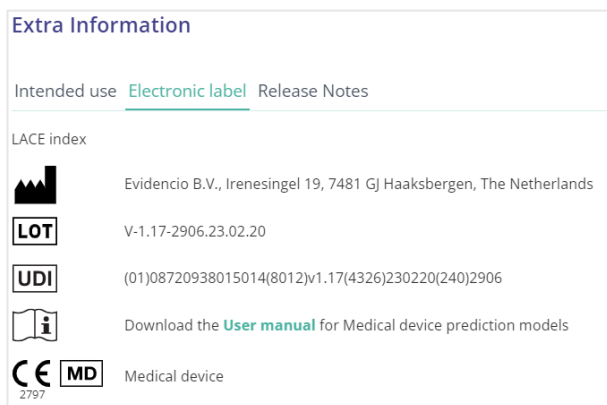 Extra Information
Intended use Electronic label Release Notes
LACE index
Evidencio B.V., Irenesingel 19, 7481 GJ Haaksbergen, The Netherlands
LOT V-1.17-2906.23.02.20
UDI (01)08720938015014(8012)v1.17(4326)230220(240)2906
i Download the User manual for Medical device prediction models
CE MD Medical device
2797